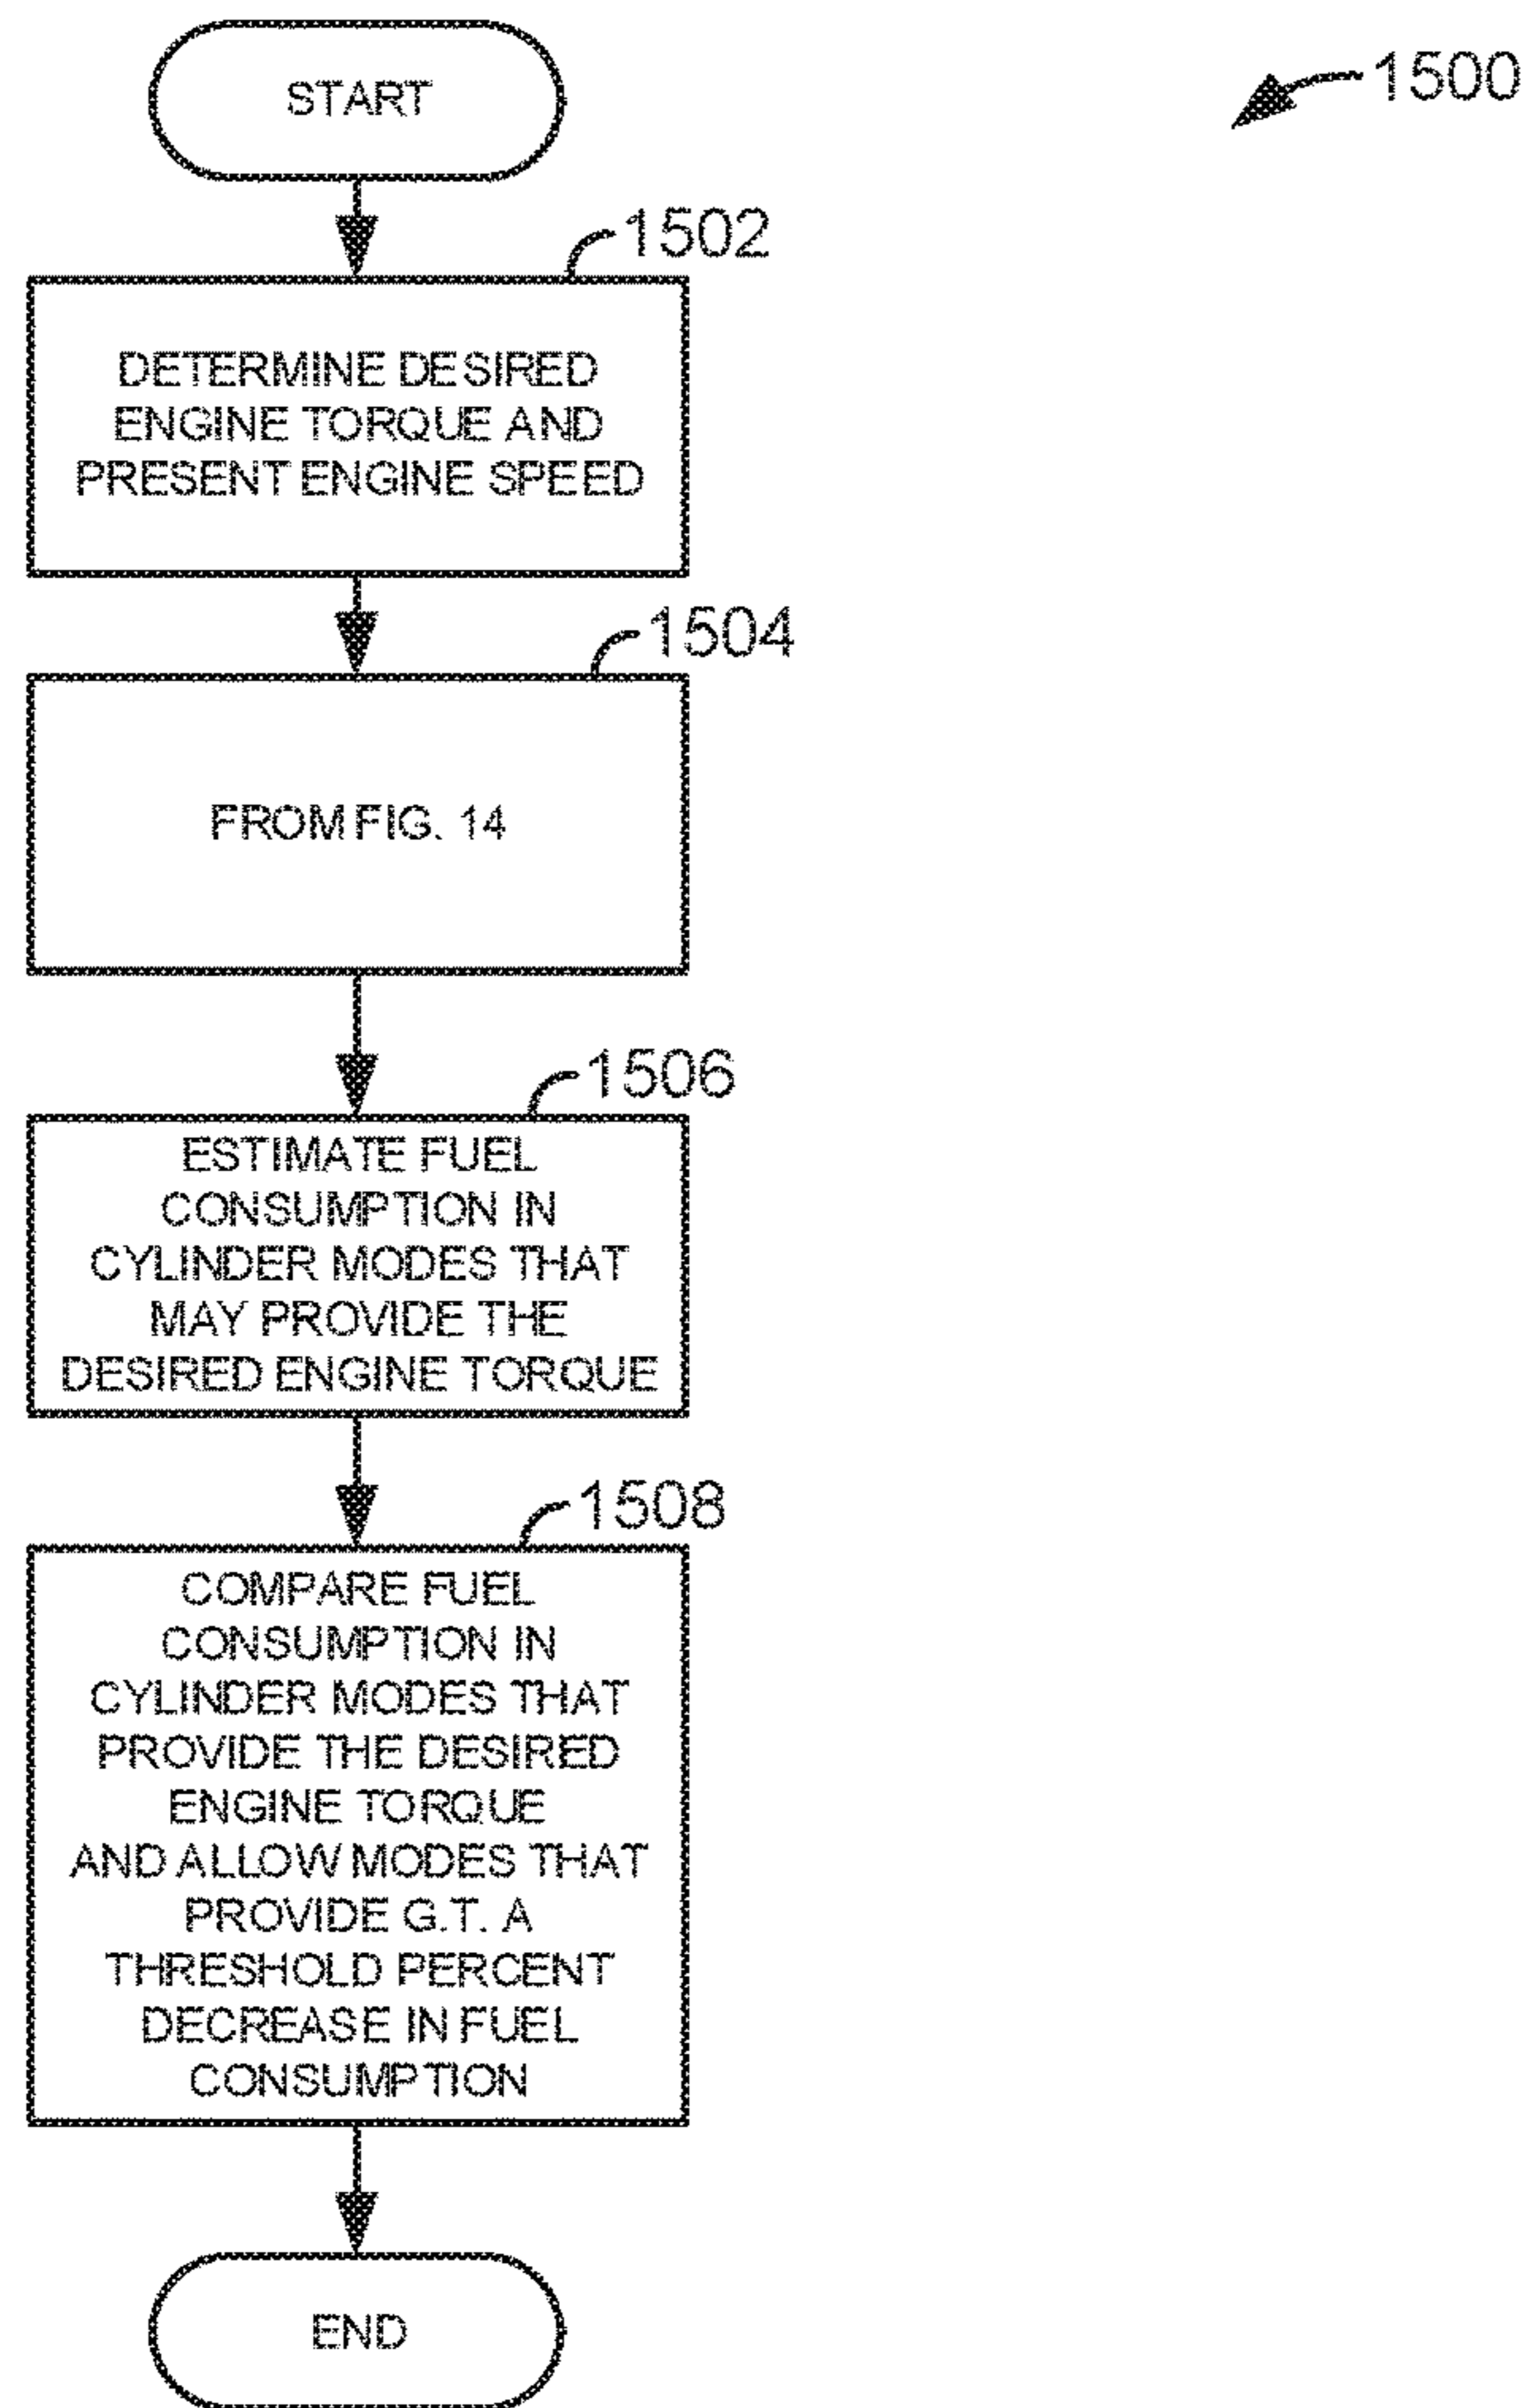 START
1500
1502
DETERMINE DESIRED
ENGINE TORQUE AND
PRESENT ENGINE SPEED
1504
FROM FIG. 14
1506
ESTIMATE FUEL
CONSUMPTION IN
CYLINDER MODES THAT
MAY PROVIDE THE
DESIRED ENGINE TORQUE
1508
COMPARE FUEL
CONSUMPTION IN
CYLINDER MODES THAT
PROVIDE THE DESIRED
ENGINE TORQUE
AND ALLOW MODES THAT
PROVIDE G.T. A
THRESHOLD PERCENT
DECREASE IN FUEL
CONSUMPTION
END